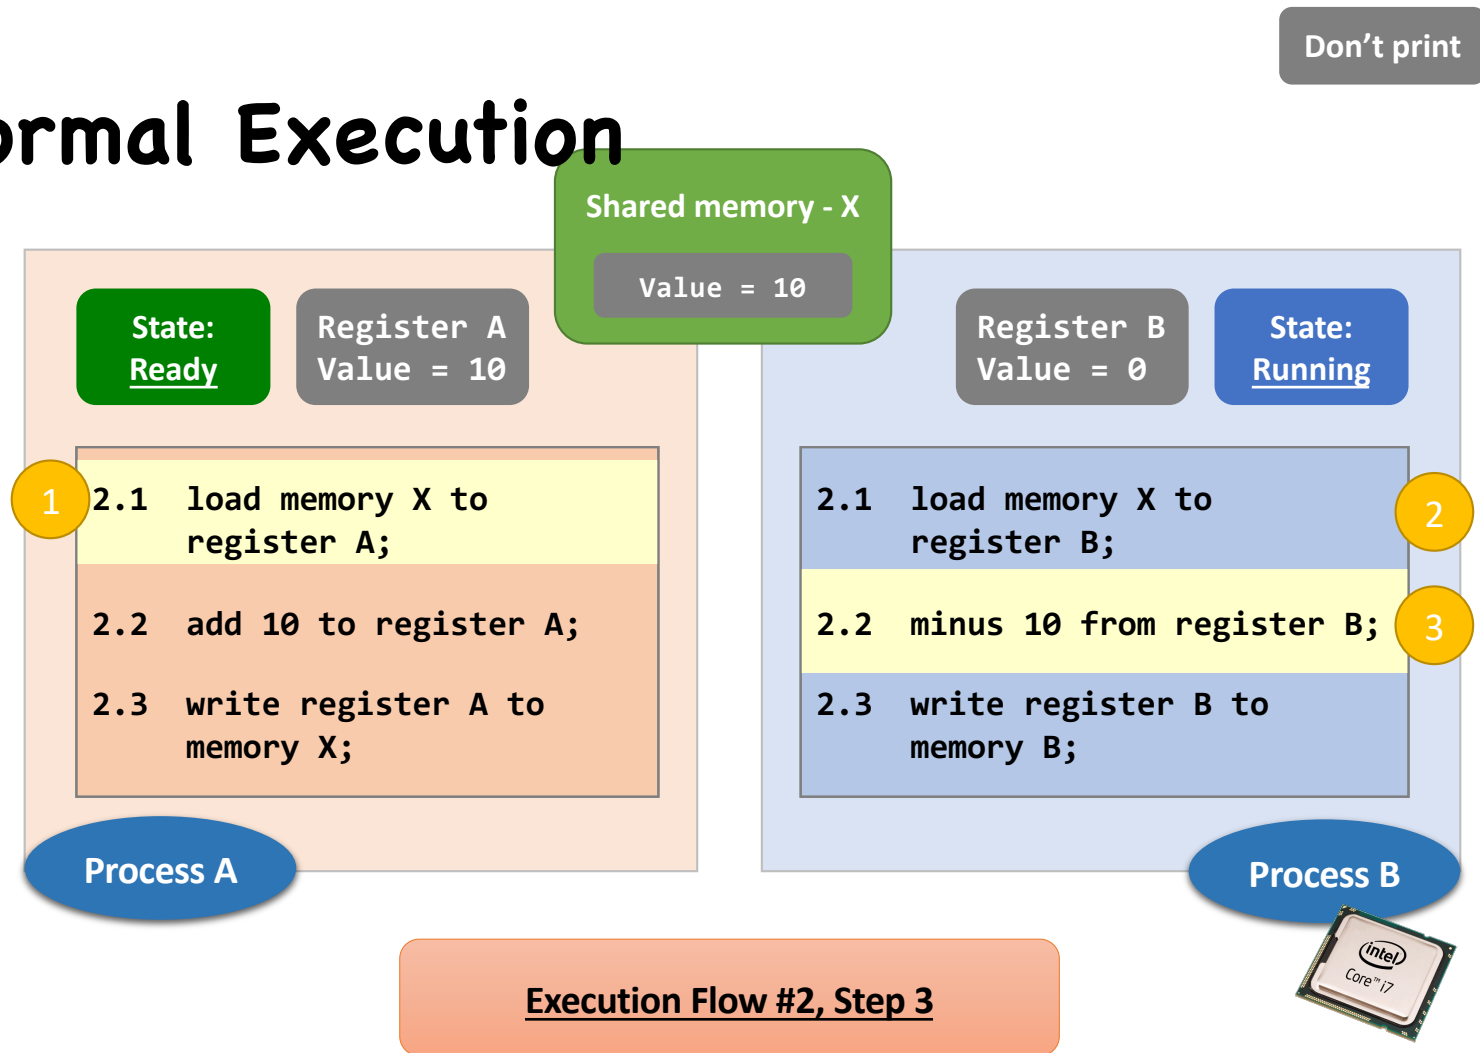 Don’t print
ormal Execution
Shared memory - X
Value = 10
State:
Ready
Register A
Value = 10
Register B
Value = 0
State:
Running
1
2.1 load memory X to
register A;
2.2 add 10 to register A;
2.3 write register A to
memory X;
2.1 load memory X to
register B;
2
2.2 minus 10 from register B;
3
2.3 write register B to
memory B;
Process A
Process B
intel
Core™ i7
Execution Flow #2, Step 3